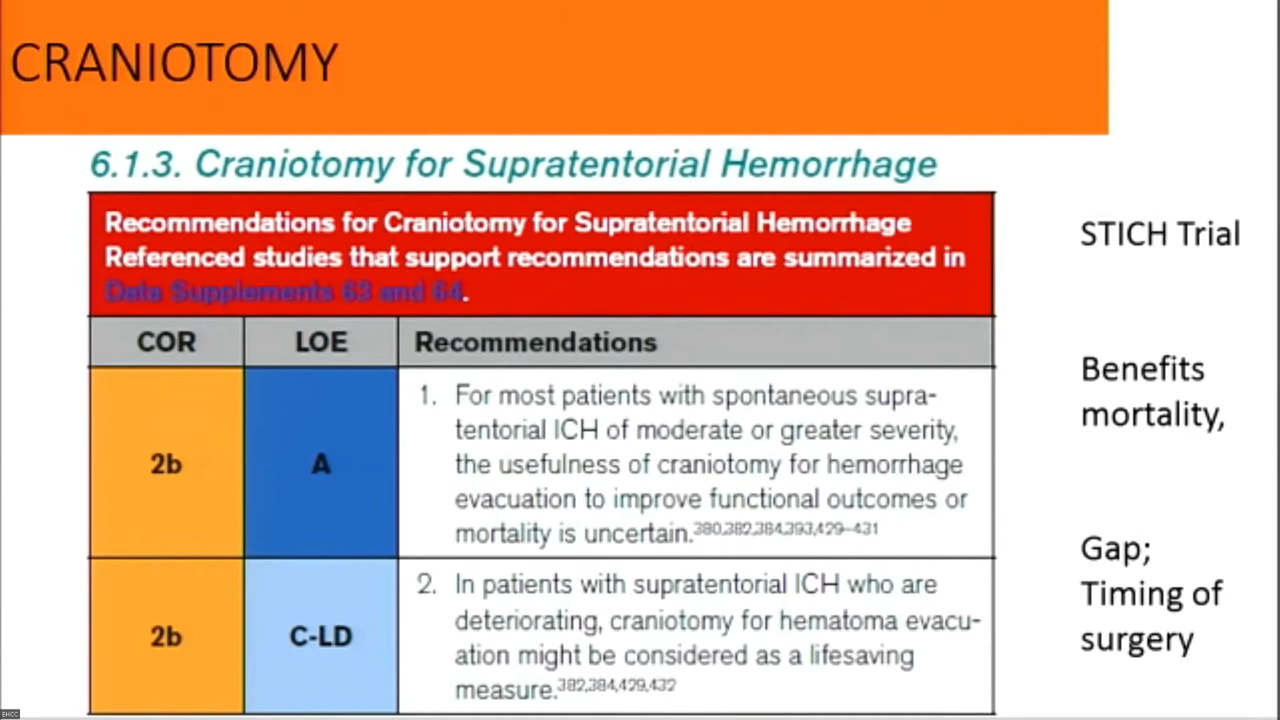 CRANIOTOMY
6.1.3. Craniotomy for Supratentorial Hemorrhage
Recommendations for Craniotomy for Supratentorial Hemorrhage
Referenced studies that support recommendations are summarized in
Data Supplements 63 and 64.
COR LOE Recommendations
2b A 1. For most patients with spontaneous supra-
tentorial ICH of moderate or greater severity,
the usefulness of craniotomy for hemorrhage
evacuation to improve functional outcomes or
mortality is uncertain.380,382,384,393,429–431
2b C-LD 2. In patients with supratentorial ICH who are
deteriorating, craniotomy for hematoma evacu-
ation might be considered as a lifesaving
measure.382,384,429,432
STICH Trial
Benefits
mortality,
Gap;
Timing of
surgery
EHCC